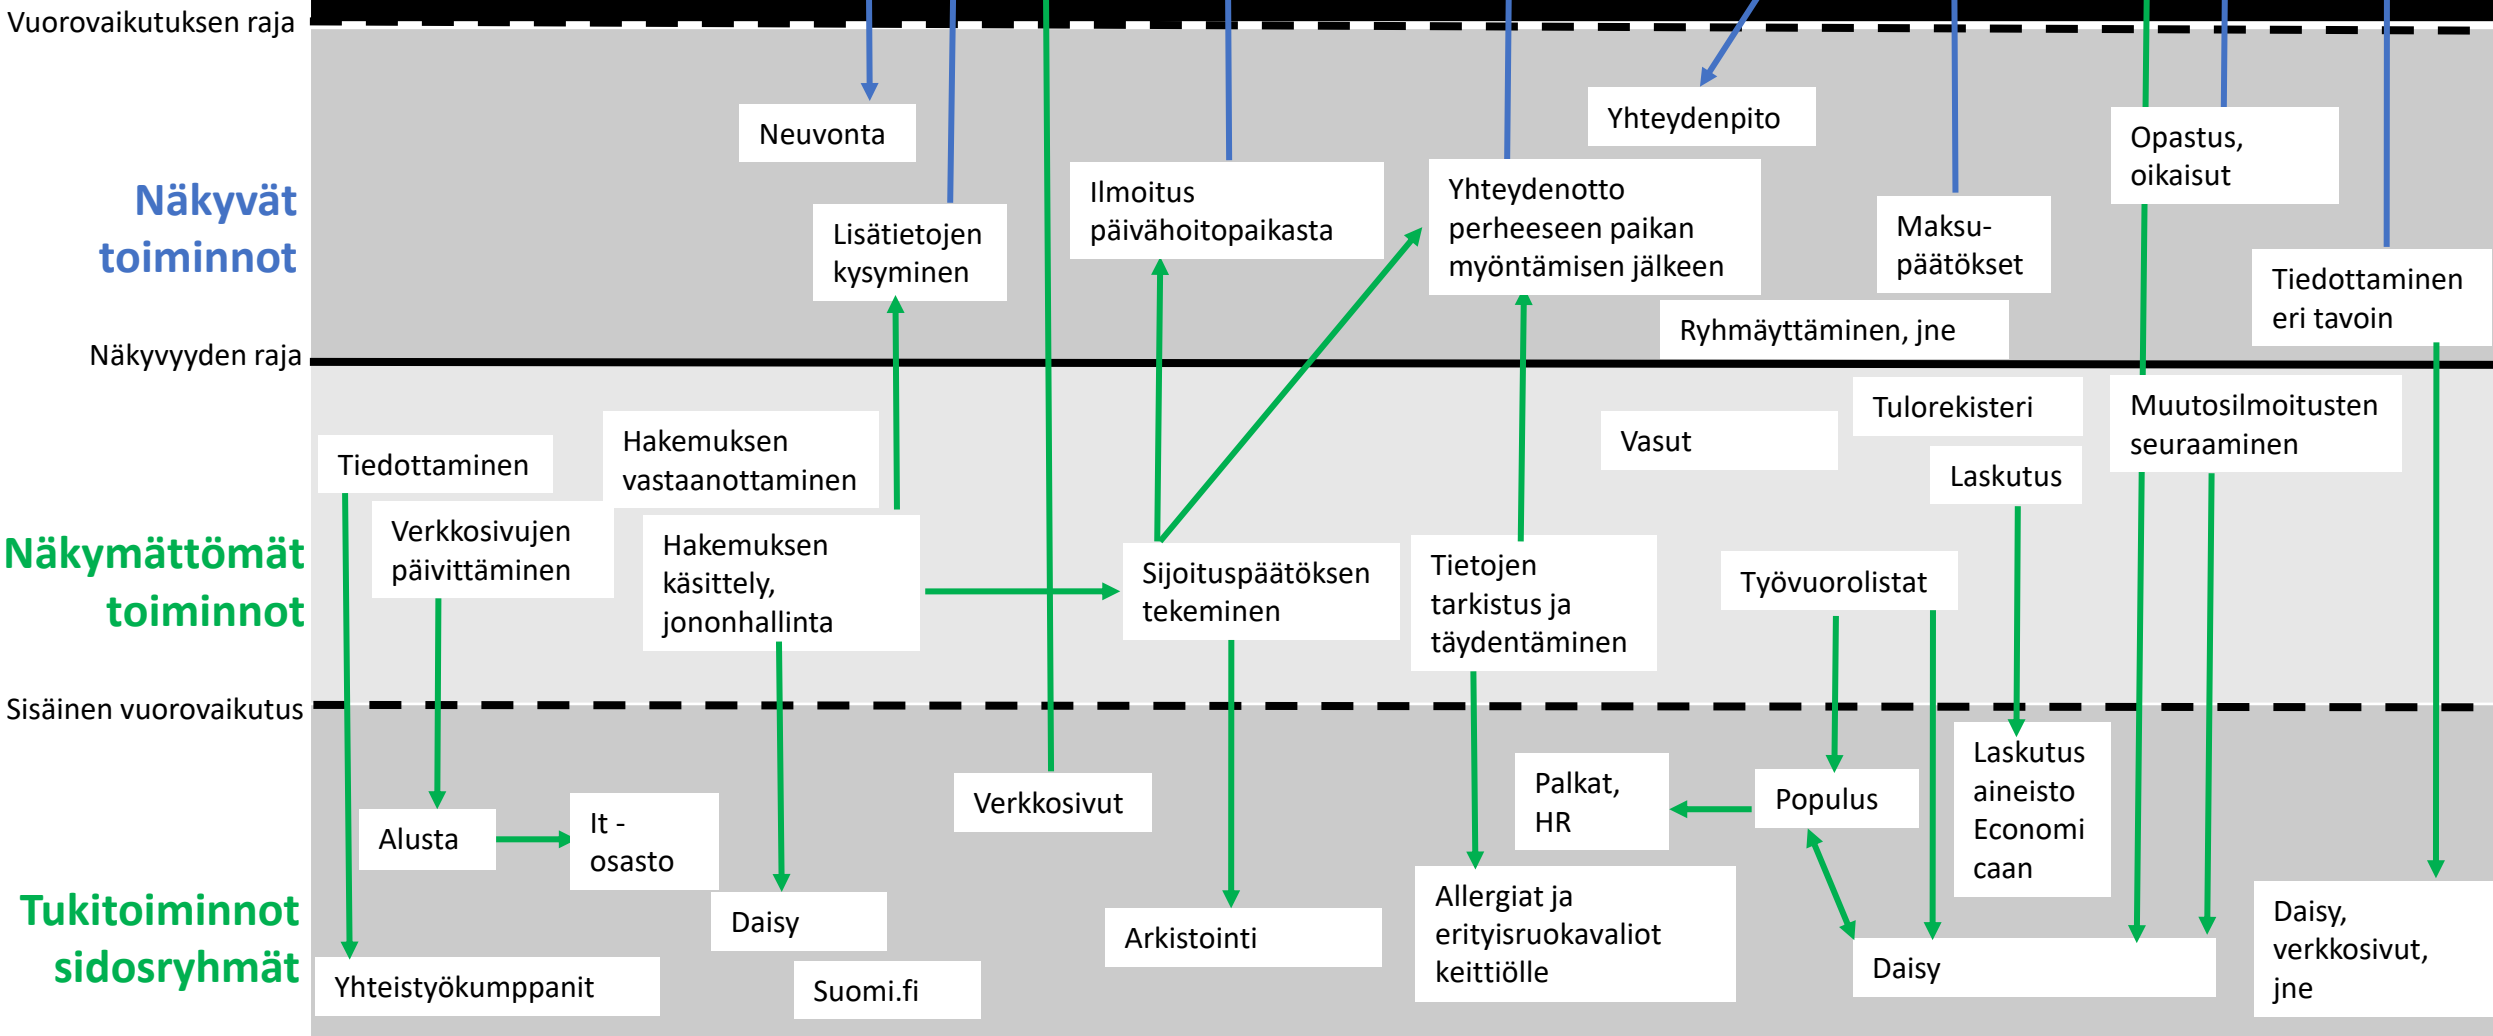 Vuorovaikutuksen raja
Neuvonta
Yhteydenpito
Opastus,
oikaisut
Näkyvät
toiminnot
Lisätietojen
kysyminen
Ilmoitus
päivähoitopaikasta
Yhteydenotto
perheeseen paikan
myöntämisen jälkeen
Maksu-
päätökset
Tiedottaminen
eri tavoin
Ryhmäyttäminen, jne
Näkyvyyden raja
Tiedottaminen
Hakemuksen
vastaanottaminen
Vasut
Tulorekisteri
Muutosilmoitusten
seuraaminen
Laskutus
Näkymättömät
toiminnot
Verkkosivujen
päivittäminen
Hakemuksen
käsittely,
jononhallinta
Sijoituspäätöksen
tekeminen
Tietojen
tarkistus ja
täydentäminen
Työvuorolistat
Sisäinen vuorovaikutus
Tukitoiminnot
sidosryhmät
Alusta
It -
osasto
Verkkosivut
Palkat,
HR
Populus
Laskutus
aineisto
Economi
caan
Yhteistyökumppanit
Daisy
Suomi.fi
Arkistointi
Allergiat ja
erityisruokavaliot
keittiölle
Daisy
Daisy,
verkkosivut,
jne